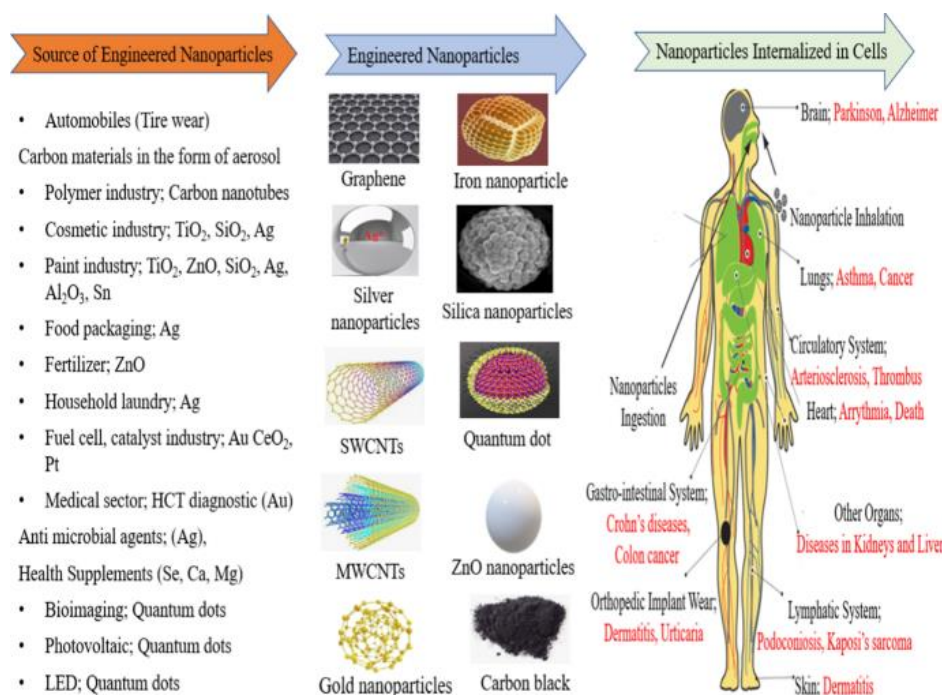 Source of Engineered Nanoparticles
• Automobiles (Tire wear)
Carbon materials in the form of aerosol
• Polymer industry; Carbon nanotubes
• Cosmetic industry; TiO₂, SiO₂, Ag
• Paint industry; TiO₂, ZnO, SiO₂, Ag,
Al₂O₃, Sn
• Food packaging; Ag
• Fertilizer; ZnO
• Household laundry; Ag
• Fuel cell, catalyst industry; Au CeO₂,
Pt
• Medical sector; HCT diagnostic (Au)
Anti microbial agents; (Ag),
Health Supplements (Se, Ca, Mg)
• Bioimaging; Quantum dots
• Photovoltaic; Quantum dots
• LED; Quantum dots
Engineered Nanoparticles
Graphene
Iron nanoparticle
Silver
nanoparticles
Silica nanoparticles
SWCNTs
Quantum dot
MWCNTs
ZnO nanoparticles
Gold nanoparticles
Carbon black
Nanoparticles Internalized in Cells
Brain; Parkinson, Alzheimer
Nanoparticle Inhalation
Lungs; Asthma, Cancer
Circulatory System;
Arteriosclerosis, Thrombus
Heart; Arrythmia, Death
Nanoparticles
Ingestion
Gastro-intestinal System;
Crohn's diseases,
Colon cancer
Other Organs;
Diseases in Kidneys and Liver
Orthopedic Implant Wear;
Dermatitis, Urticaria
Lymphatic System;
Podoconiosis, Kaposi's sarcoma
Skin; Dermatitis